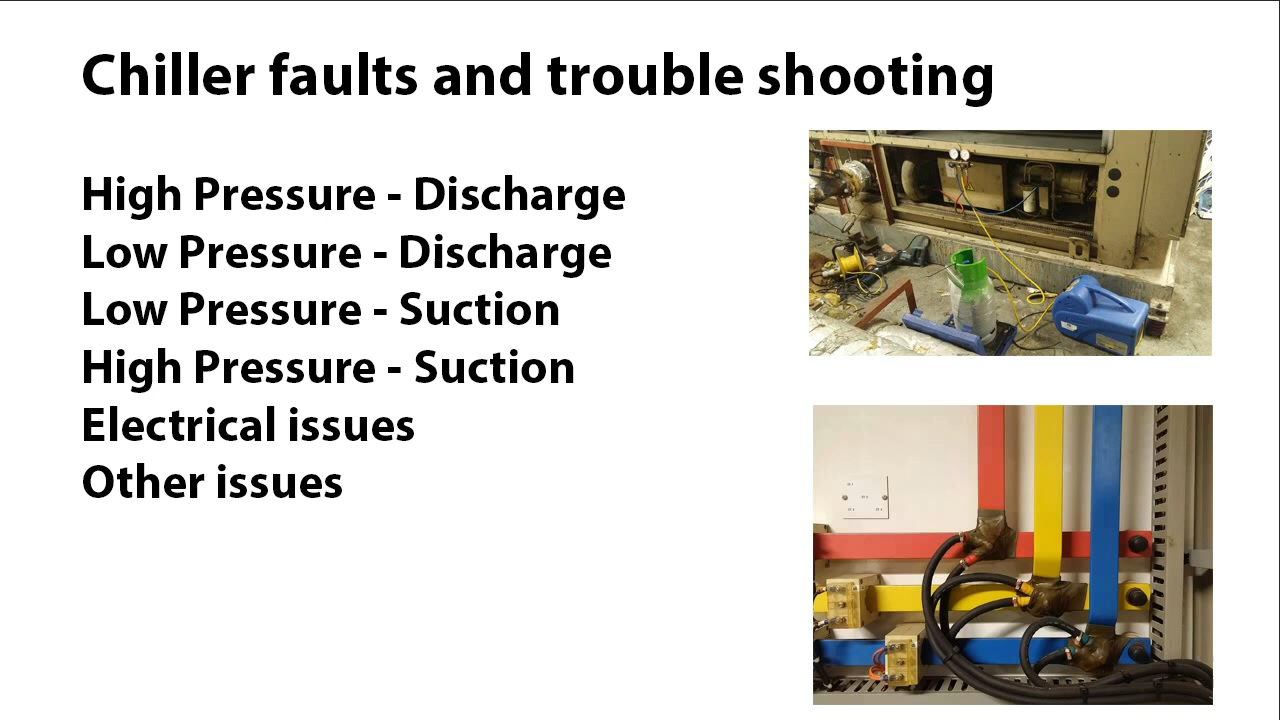 Chiller faults and trouble shooting
High Pressure - Discharge
Low Pressure - Discharge
Low Pressure - Suction
High Pressure - Suction
Electrical issues
Other issues